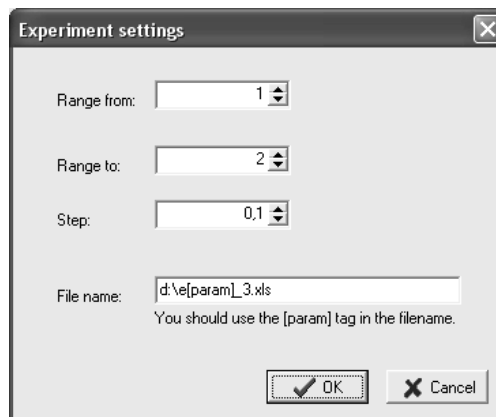 Experiment settings
Range from: 1
Range to: 2
Step: 0,1
File name: d:\e[param]_3.xls
You should use the [param] tag in the filename.
OK Cancel